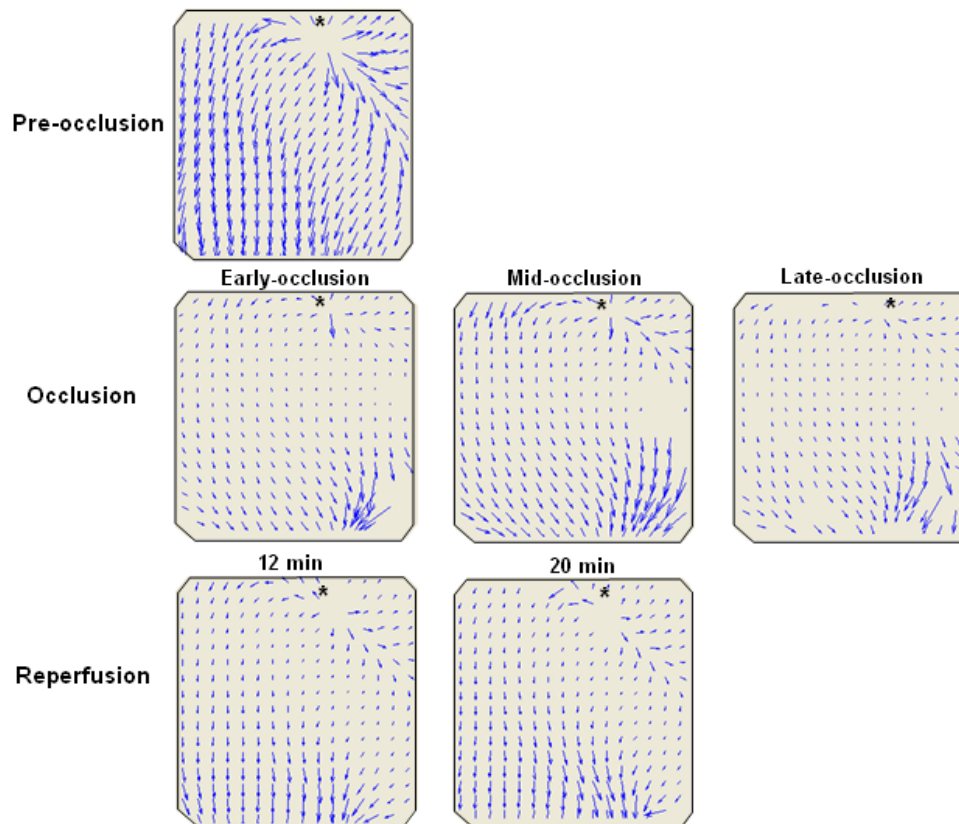 *
Pre-occlusion
Early-occlusion
Mid-occlusion
Late-occlusion
*
*
*
Occlusion
12 min
20 min
*
*
Reperfusion